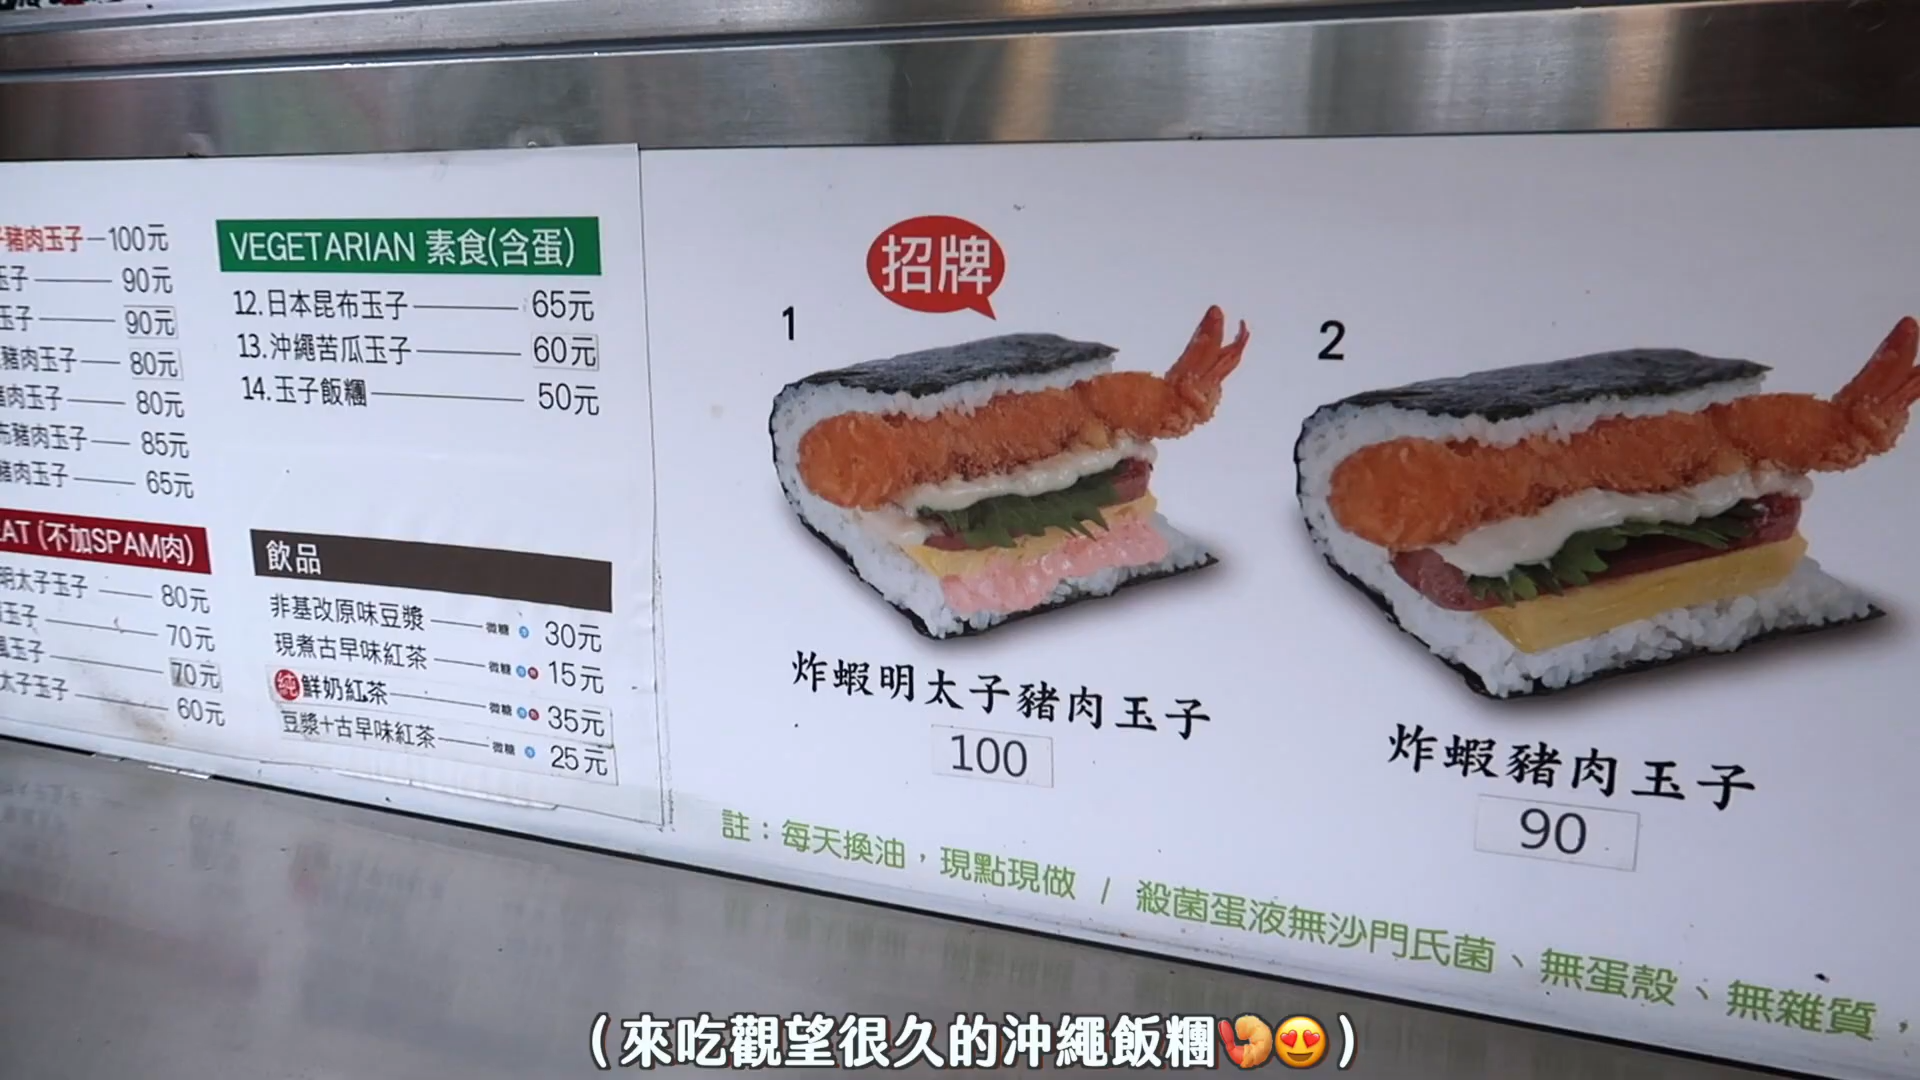 豬肉玉子 100元
玉子 90元
玉子 90元
豬肉玉子 80元
豬肉玉子 80元
布豬肉玉子 85元
豬肉玉子 65元
AT (不加SPAM肉)
明太子玉子 80元
玉子 70元
玉子 70元
太子玉子 60元
VEGETARIAN 素食(含蛋)
12.日本昆布玉子 65元
13.沖繩苦瓜玉子 60元
14.玉子飯糰 50元
飲品
非基改原味豆漿 微糖 30元
現煮古早味紅茶 微糖 15元
純 鮮奶紅茶 微糖 35元
豆漿+古早味紅茶 微糖 25元
招牌
1
炸蝦明太子豬肉玉子
100
2
炸蝦豬肉玉子
90
註：每天換油，現點現做 / 殺菌蛋液無沙門氏菌、無蛋殼、無雜質，
(來吃觀望很久的沖繩飯糰🍤😍)